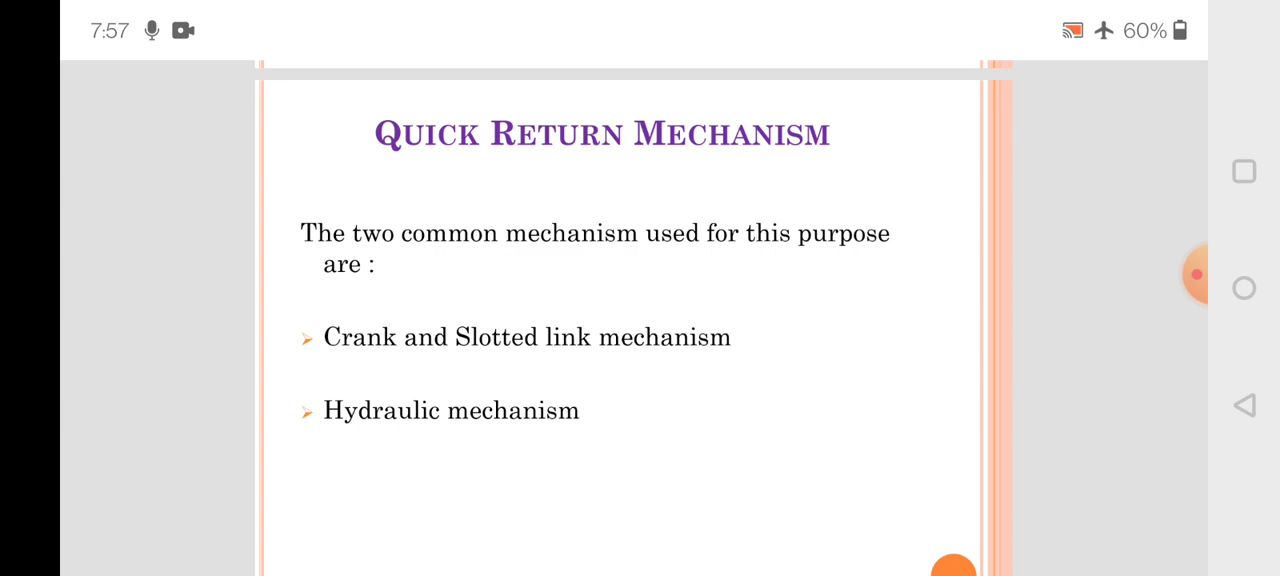 7:57 60%
QUICK RETURN MECHANISM
The two common mechanism used for this purpose
are :
Crank and Slotted link mechanism
Hydraulic mechanism